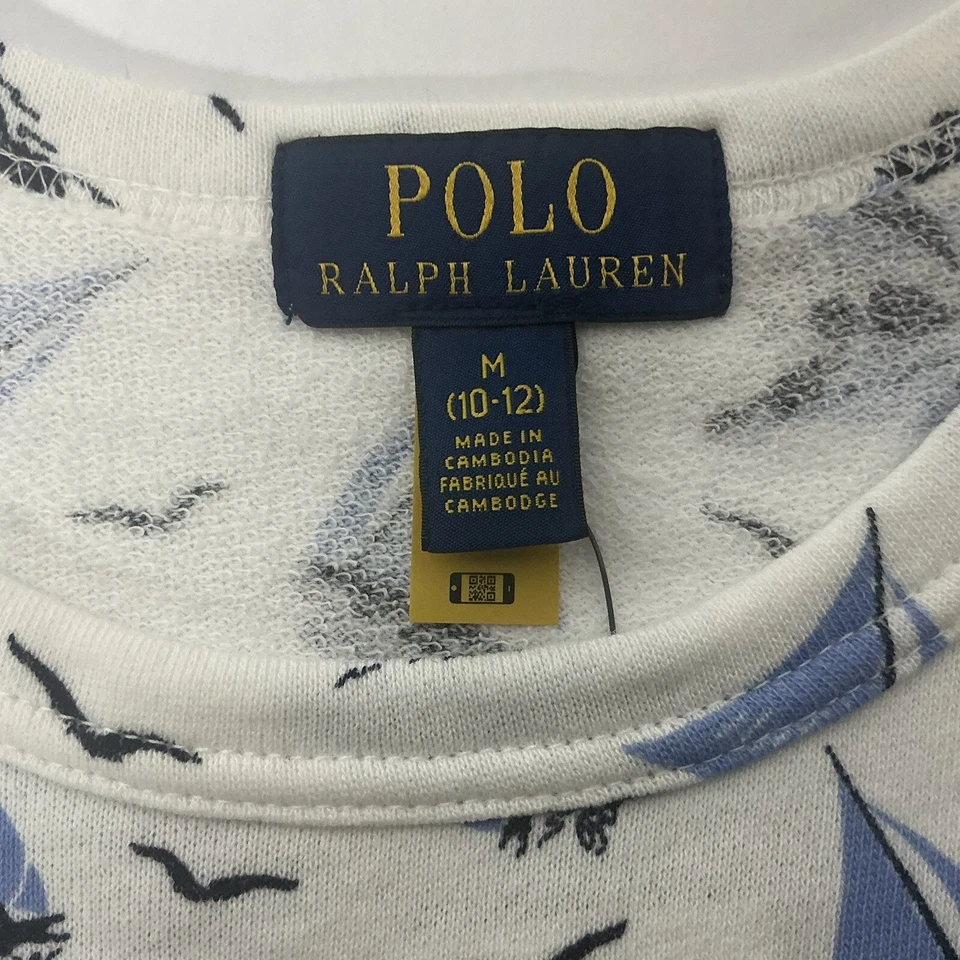 POLO
RALPH LAUREN
M
(10-12)
MADE IN
CAMBODIA
FABRIQUÉ AU
CAMBODGE